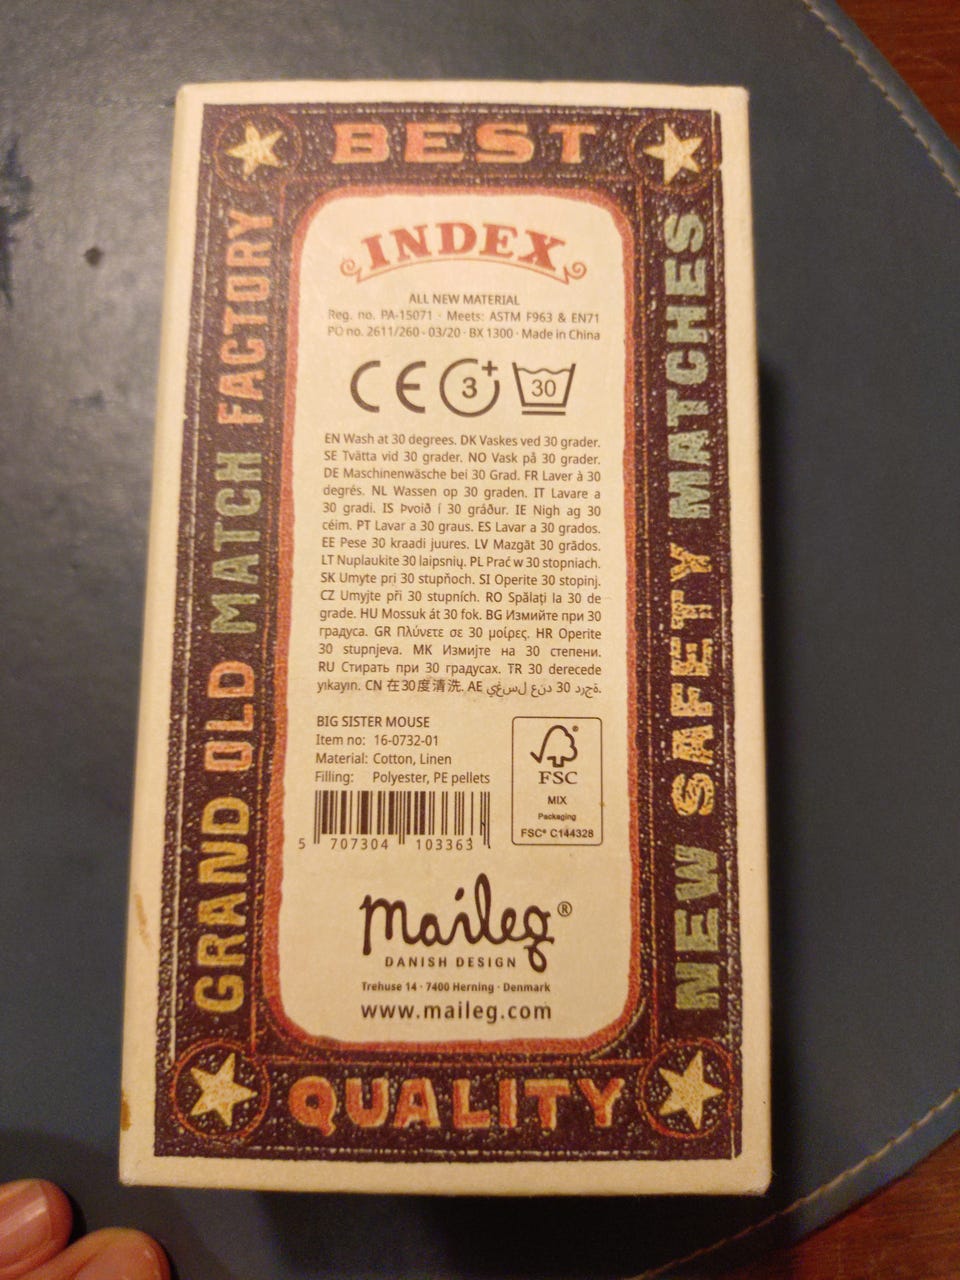 BEST
GRAND OLD MATCH FACTORY
NEW SAFETY MATCHES
INDEX
ALL NEW MATERIAL
Reg. no. PA-15071 · Meets: ASTM F963 & EN71
PO no. 2611/260 - 03/20 · BX 1300 · Made in China
CE 3+ 30
EN Wash at 30 degrees. DK Vaskes ved 30 grader.
SE Tvätta vid 30 grader. NO Vask på 30 grader.
DE Maschinenwäsche bei 30 Grad. FR Laver à 30
degrés. NL Wassen op 30 graden. IT Lavare a
30 gradi. IS Þvoið í 30 gráður. IE Nigh ag 30
céim. PT Lavar a 30 graus. ES Lavar a 30 grados.
EE Pese 30 kraadi juures. LV Mazgāt 30 grādos.
LT Nuplaukite 30 laipsnių. PL Prać w 30 stopniach.
SK Umyte pri 30 stupňoch. SI Operite 30 stopinj.
CZ Umyjte při 30 stupních. RO Spălaţi la 30 de
grade. HU Mossuk át 30 fok. BG Измийте при 30
градуса. GR Πλύνετε σε 30 μοίρες. HR Operite
30 stupnjeva. MK Измијте на 30 степени.
RU Стирать при 30 градусах. TR 30 derecede
yıkayın. CN 在30度清洗. AE ةجرد 30 دنع لسغي.
BIG SISTER MOUSE
Item no: 16-0732-01
Material: Cotton, Linen
Filling: Polyester, PE pellets
5 707304 103363
FSC
MIX
Packaging
FSC® C144328
maileg®
DANISH DESIGN
Trehuse 14 · 7400 Herning · Denmark
www.maileg.com
QUALITY